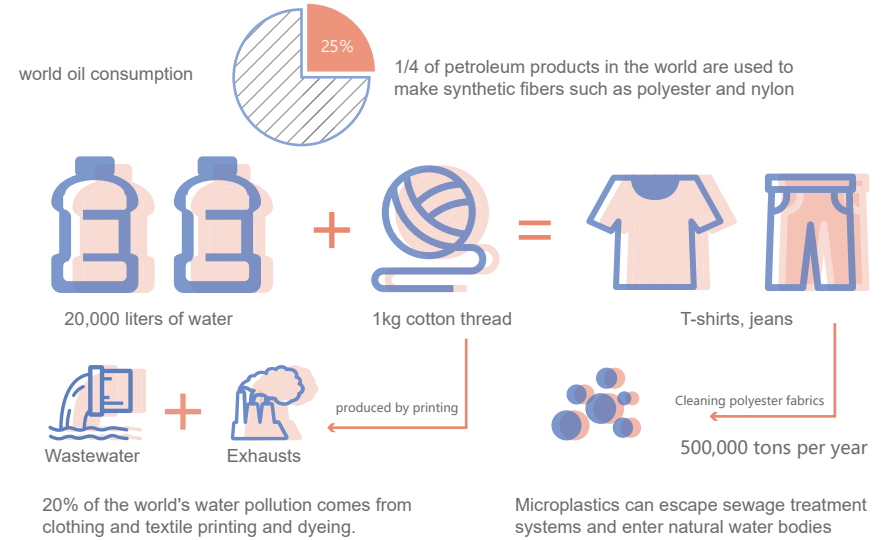 25%
world oil consumption
1/4 of petroleum products in the world are used to
make synthetic fibers such as polyester and nylon
20,000 liters of water
1kg cotton thread
T-shirts, jeans
produced by printing
Cleaning polyester fabrics
500,000 tons per year
Wastewater
Exhausts
20% of the world's water pollution comes from
clothing and textile printing and dyeing.
Microplastics can escape sewage treatment
systems and enter natural water bodies